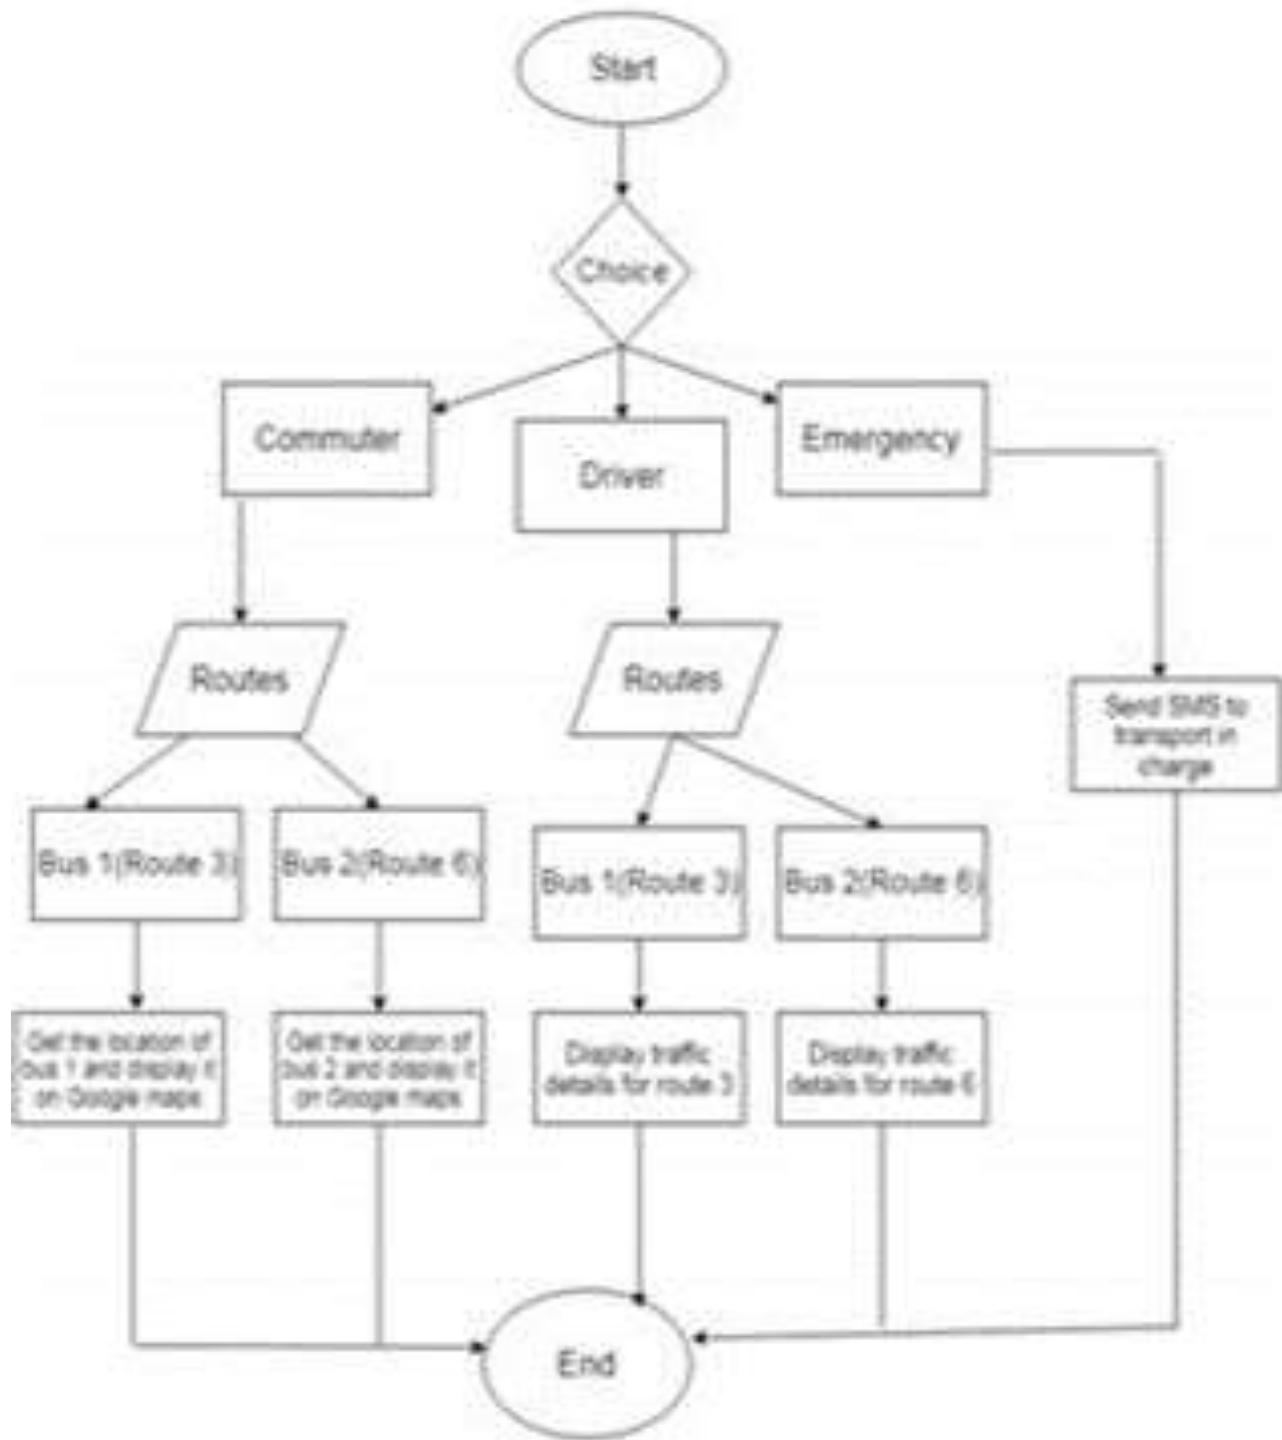 Start
Choice
Commuter
Driver
Emergency
Routes
Routes
Send SMS to
transport in
charge
Bus 1(Route 3)
Bus 2(Route 6)
Bus 1(Route 3)
Bus 2(Route 6)
Get the location of
bus 1 and display it
on Google maps
Get the location of
bus 2 and display it
on Google maps
Display traffic
details for route 3
Display traffic
details for route 6
End